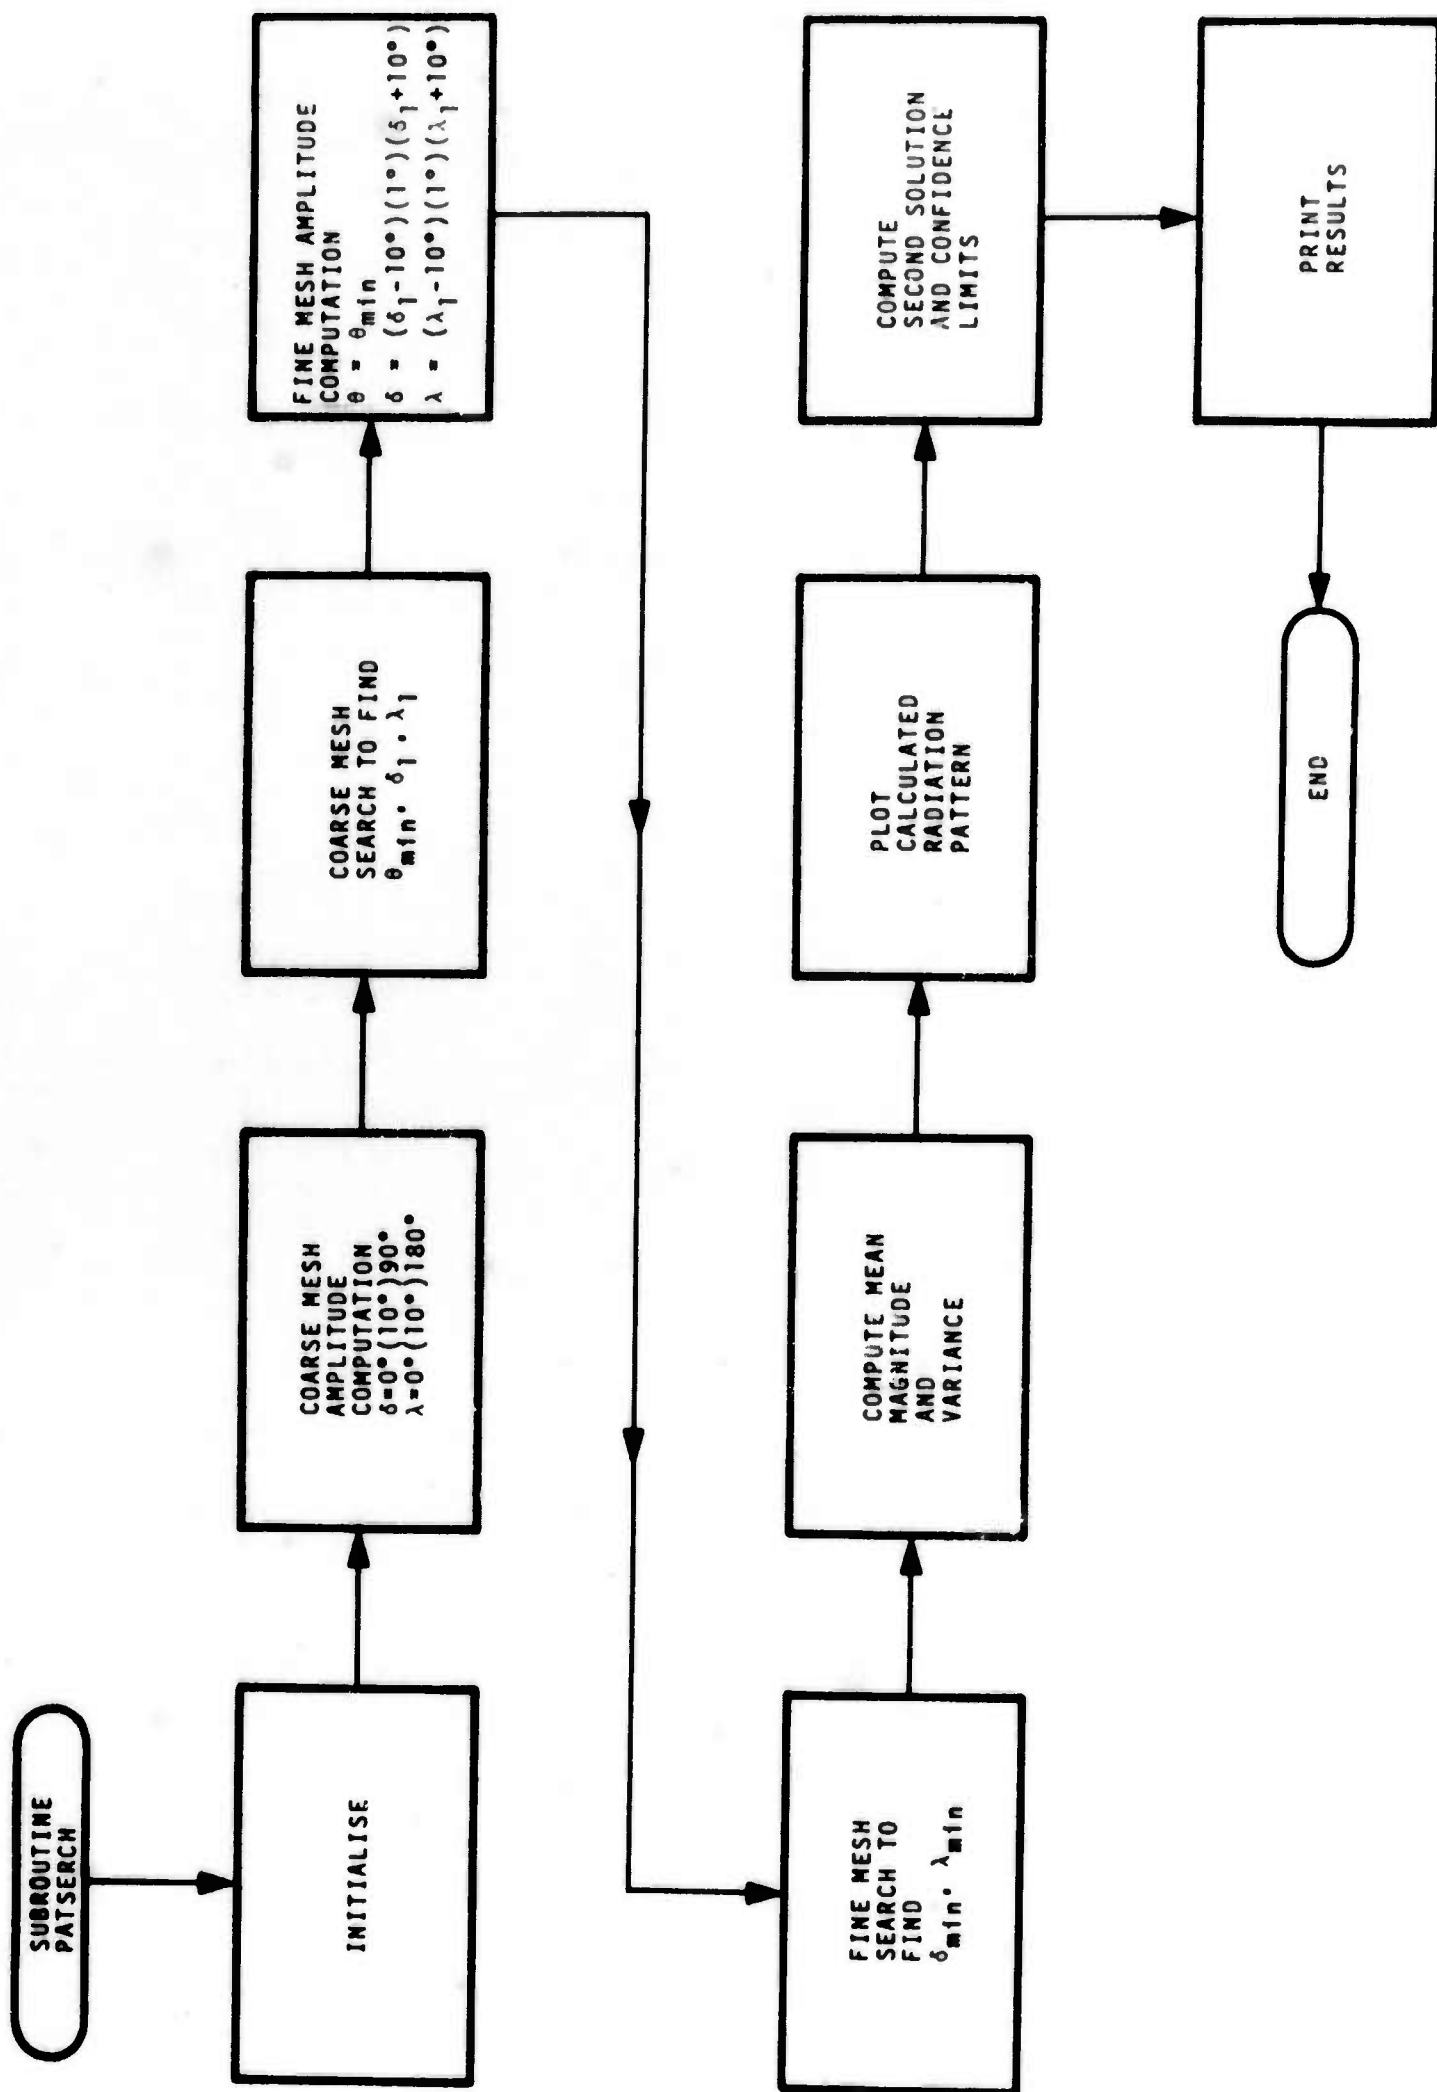 SUBROUTINE
PATSERCH
INITIALISE
COARSE MESH
AMPLITUDE
COMPUTATION
δ=0°(10°)90°
λ=0°(10°)180°
COARSE MESH
SEARCH TO FIND
θmin, δ1, λ1
FINE MESH AMPLITUDE
COMPUTATION
θ = θmin
δ = (δ1-10°)(1°)(δ1+10°)
λ = (λ1-10°)(1°)(λ1+10°)
FINE MESH
SEARCH TO
FIND
δmin, λmin
COMPUTE MEAN
MAGNITUDE
AND
VARIANCE
PLOT
CALCULATED
RADIATION
PATTERN
COMPUTE
SECOND SOLUTION
AND CONFIDENCE
LIMITS
PRINT
RESULTS
END